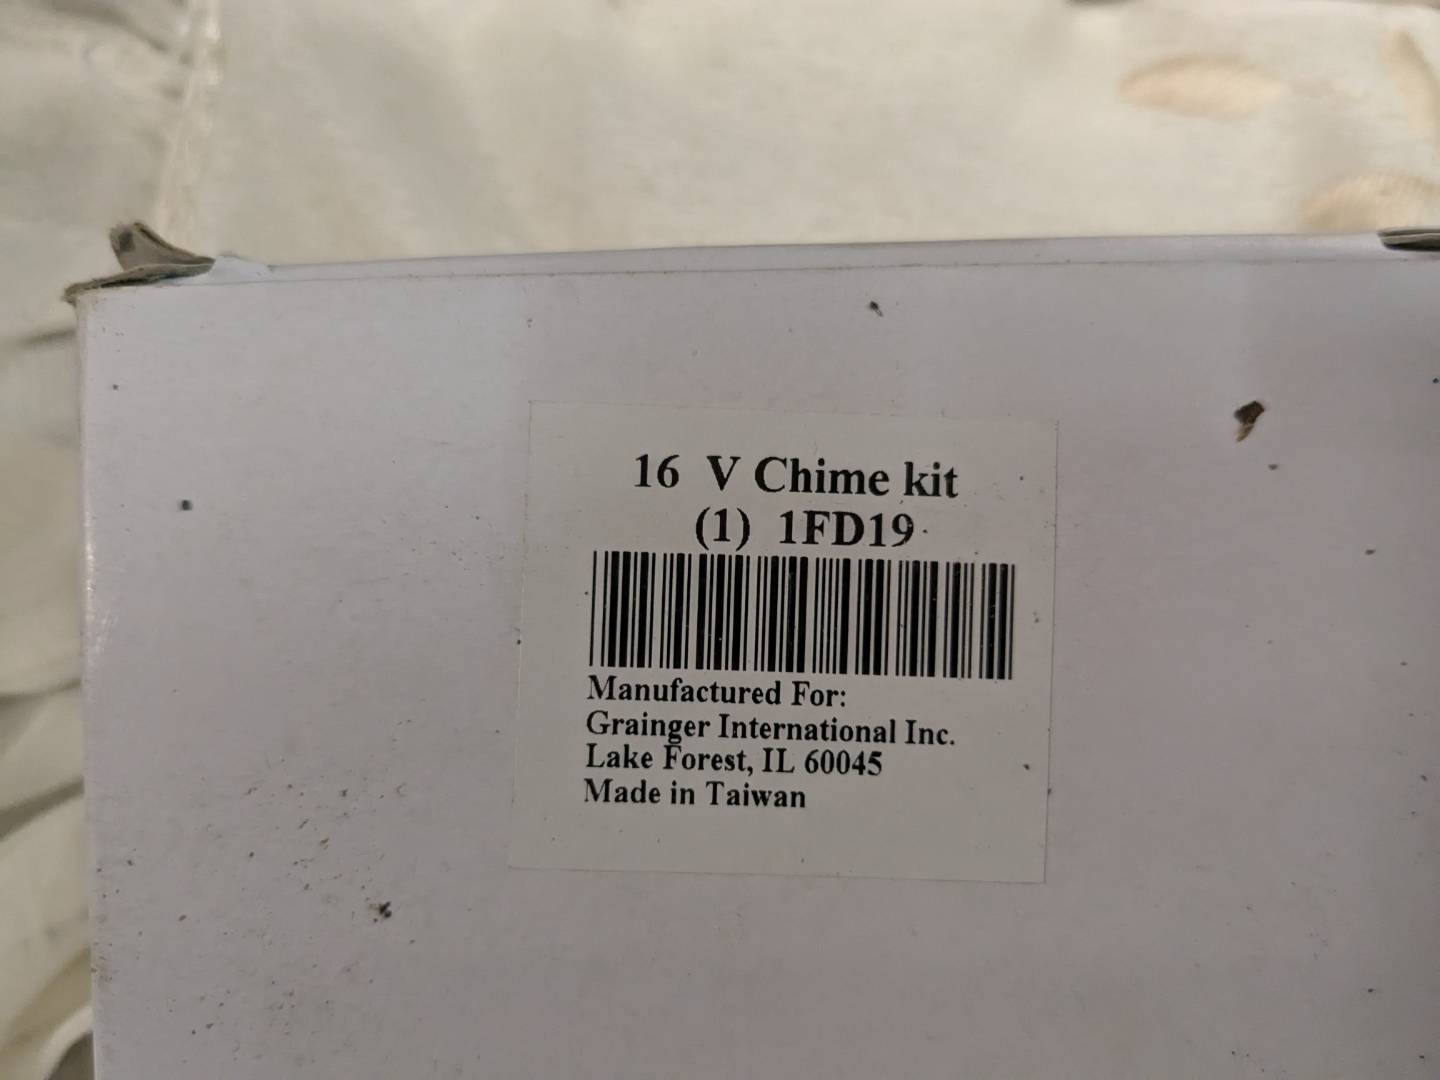 16 V Chime kit
(1) 1FD19
Manufactured For:
Grainger International Inc.
Lake Forest, IL 60045
Made in Taiwan